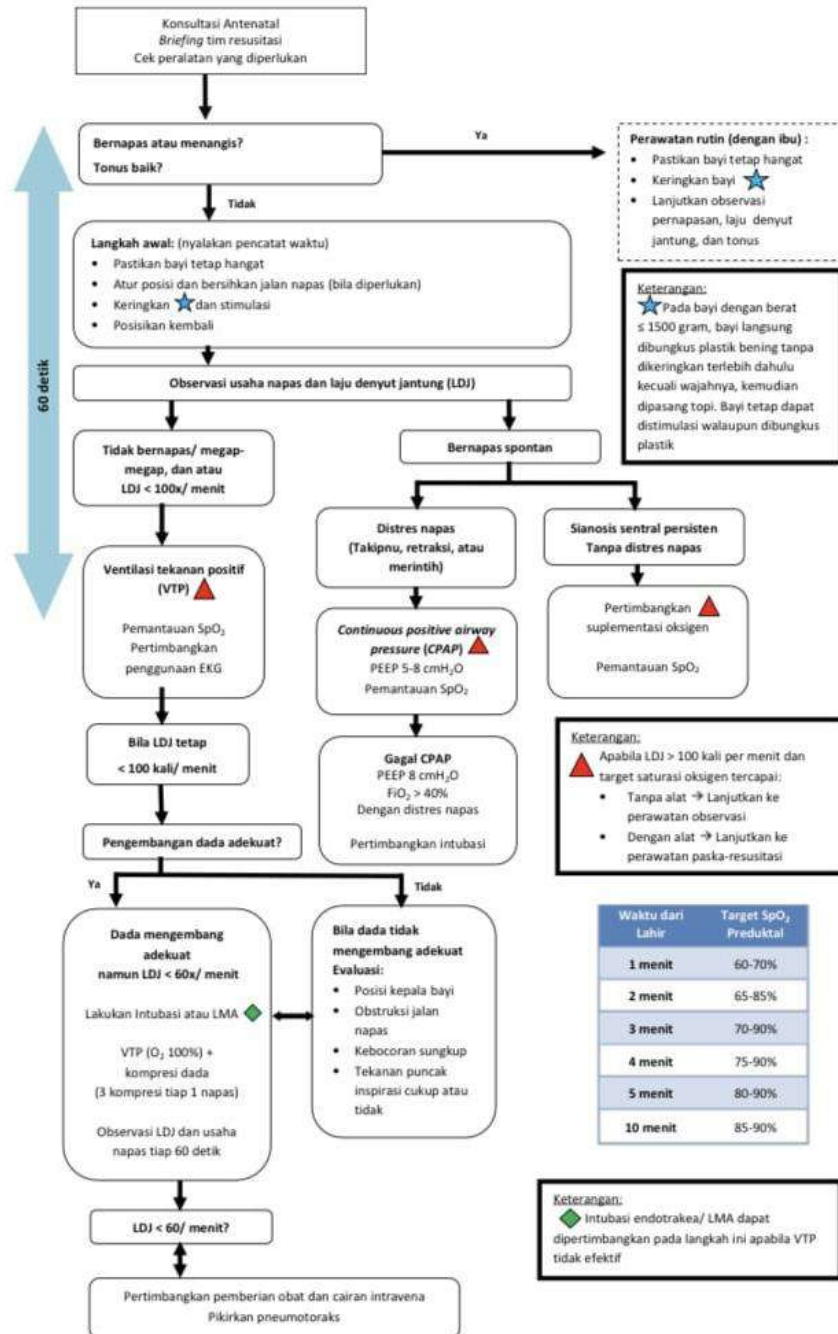 Konsultasi Antenatal
Briefing tim resusitasi
Cek peralatan yang diperlukan
60 detik
Bernapas atau menangis?
Tonus baik?
Ya
Tidak
Perawatan rutin (dengan ibu) :
• Pastikan bayi tetap hangat
• Keringkan bayi
• Lanjutkan observasi
pernapasan, laju denyut
jantung, dan tonus
Langkah awal: (nyalakan pencatat waktu)
• Pastikan bayi tetap hangat
• Atur posisi dan bersihkan jalan napas (bila diperlukan)
• Keringkan dan stimulasi
• Posisikan kembali
Keterangan:
Pada bayi dengan berat
≤ 1500 gram, bayi langsung
dibungkus plastik bening tanpa
dikeringkan terlebih dahulu
kecuali wajahnya, kemudian
dipasang topi. Bayi tetap dapat
distimulasi walaupun dibungkus
plastik
Observasi usaha napas dan laju denyut jantung (LDJ)
Tidak bernapas/ megap-
megap, dan atau
LDJ < 100x/ menit
Bernapas spontan
Distres napas
(Takipnu, retraksi, atau
merintih)
Sianosis sentral persisten
Tanpa distres napas
Ventilasi tekanan positif
(VTP)
Pemantauan SpO₂
Pertimbangkan
penggunaan EKG
Continuous positive airway
pressure (CPAP)
PEEP 5-8 cmH₂O
Pemantauan SpO₂
Pertimbangkan
suplementasi oksigen
Pemantauan SpO₂
Bila LDJ tetap
< 100 kali/ menit
Gagal CPAP
PEEP 8 cmH₂O
FiO₂ > 40%
Dengan distres napas
Pertimbangkan intubasi
Keterangan:
Apabila LDJ > 100 kali per menit dan
target saturasi oksigen tercapai:
• Tanpa alat → Lanjutkan ke
perawatan observasi
• Dengan alat → Lanjutkan ke
perawatan paska-resusitasi
Pengembangan dada adekuat?
Ya
Tidak
Dada mengembang
adekuat
namun LDJ < 60x/ menit
Lakukan Intubasi atau LMA
VTP (O₂ 100%) +
kompresi dada
(3 kompresi tiap 1 napas)
Observasi LDJ dan usaha
napas tiap 60 detik
Bila dada tidak
mengembang adekuat
Evaluasi:
• Posisi kepala bayi
• Obstruksi jalan
napas
• Kebocoran sungkup
• Tekanan puncak
inspirasi cukup atau
tidak
Waktu dari Lahir Target SpO₂ Preduktal
1 menit 60-70%
2 menit 65-85%
3 menit 70-90%
4 menit 75-90%
5 menit 80-90%
10 menit 85-90%
LDJ < 60/ menit?
Keterangan:
Intubasi endotrakea/ LMA dapat
dipertimbangkan pada langkah ini apabila VTP
tidak efektif
Pertimbangkan pemberian obat dan cairan intravena
Pikirkan pneumotoraks